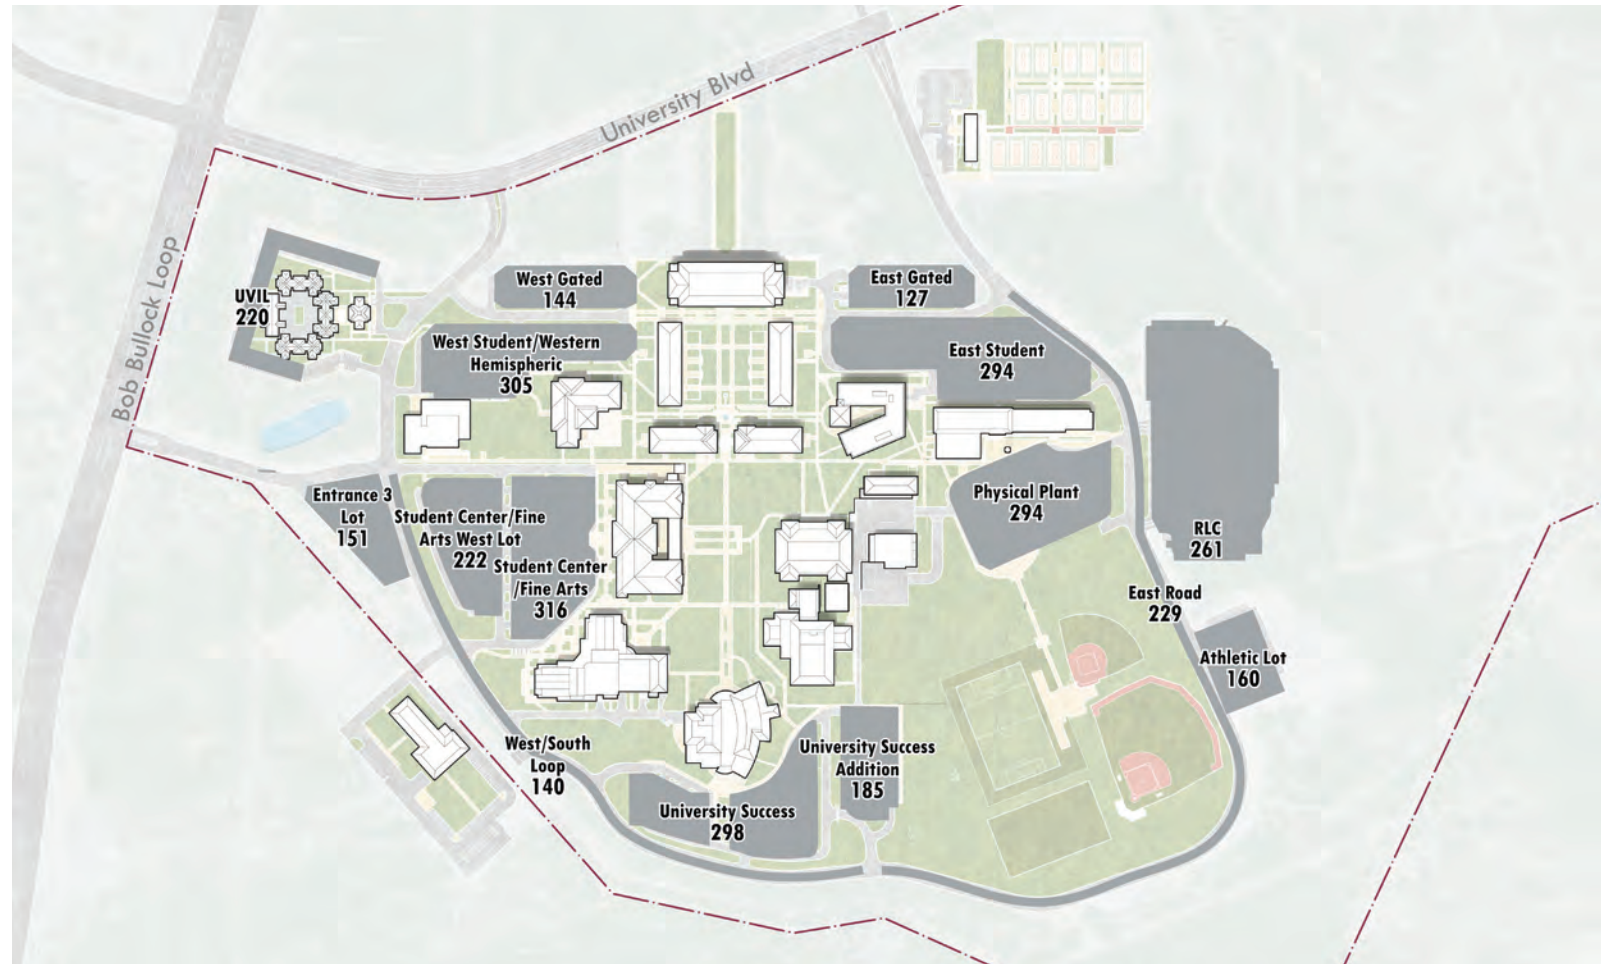 University Blvd
Bob Bullock Loop
UVIL
220
West Gated
144
East Gated
127
West Student/Western
Hemispheric
305
East Student
294
Entrance 3
Lot
151
Student Center/Fine
Arts West Lot
222
Student Center
/Fine Arts
316
Physical Plant
294
RLC
261
East Road
229
Athletic Lot
160
West/South
Loop
140
University Success
Addition
185
University Success
298